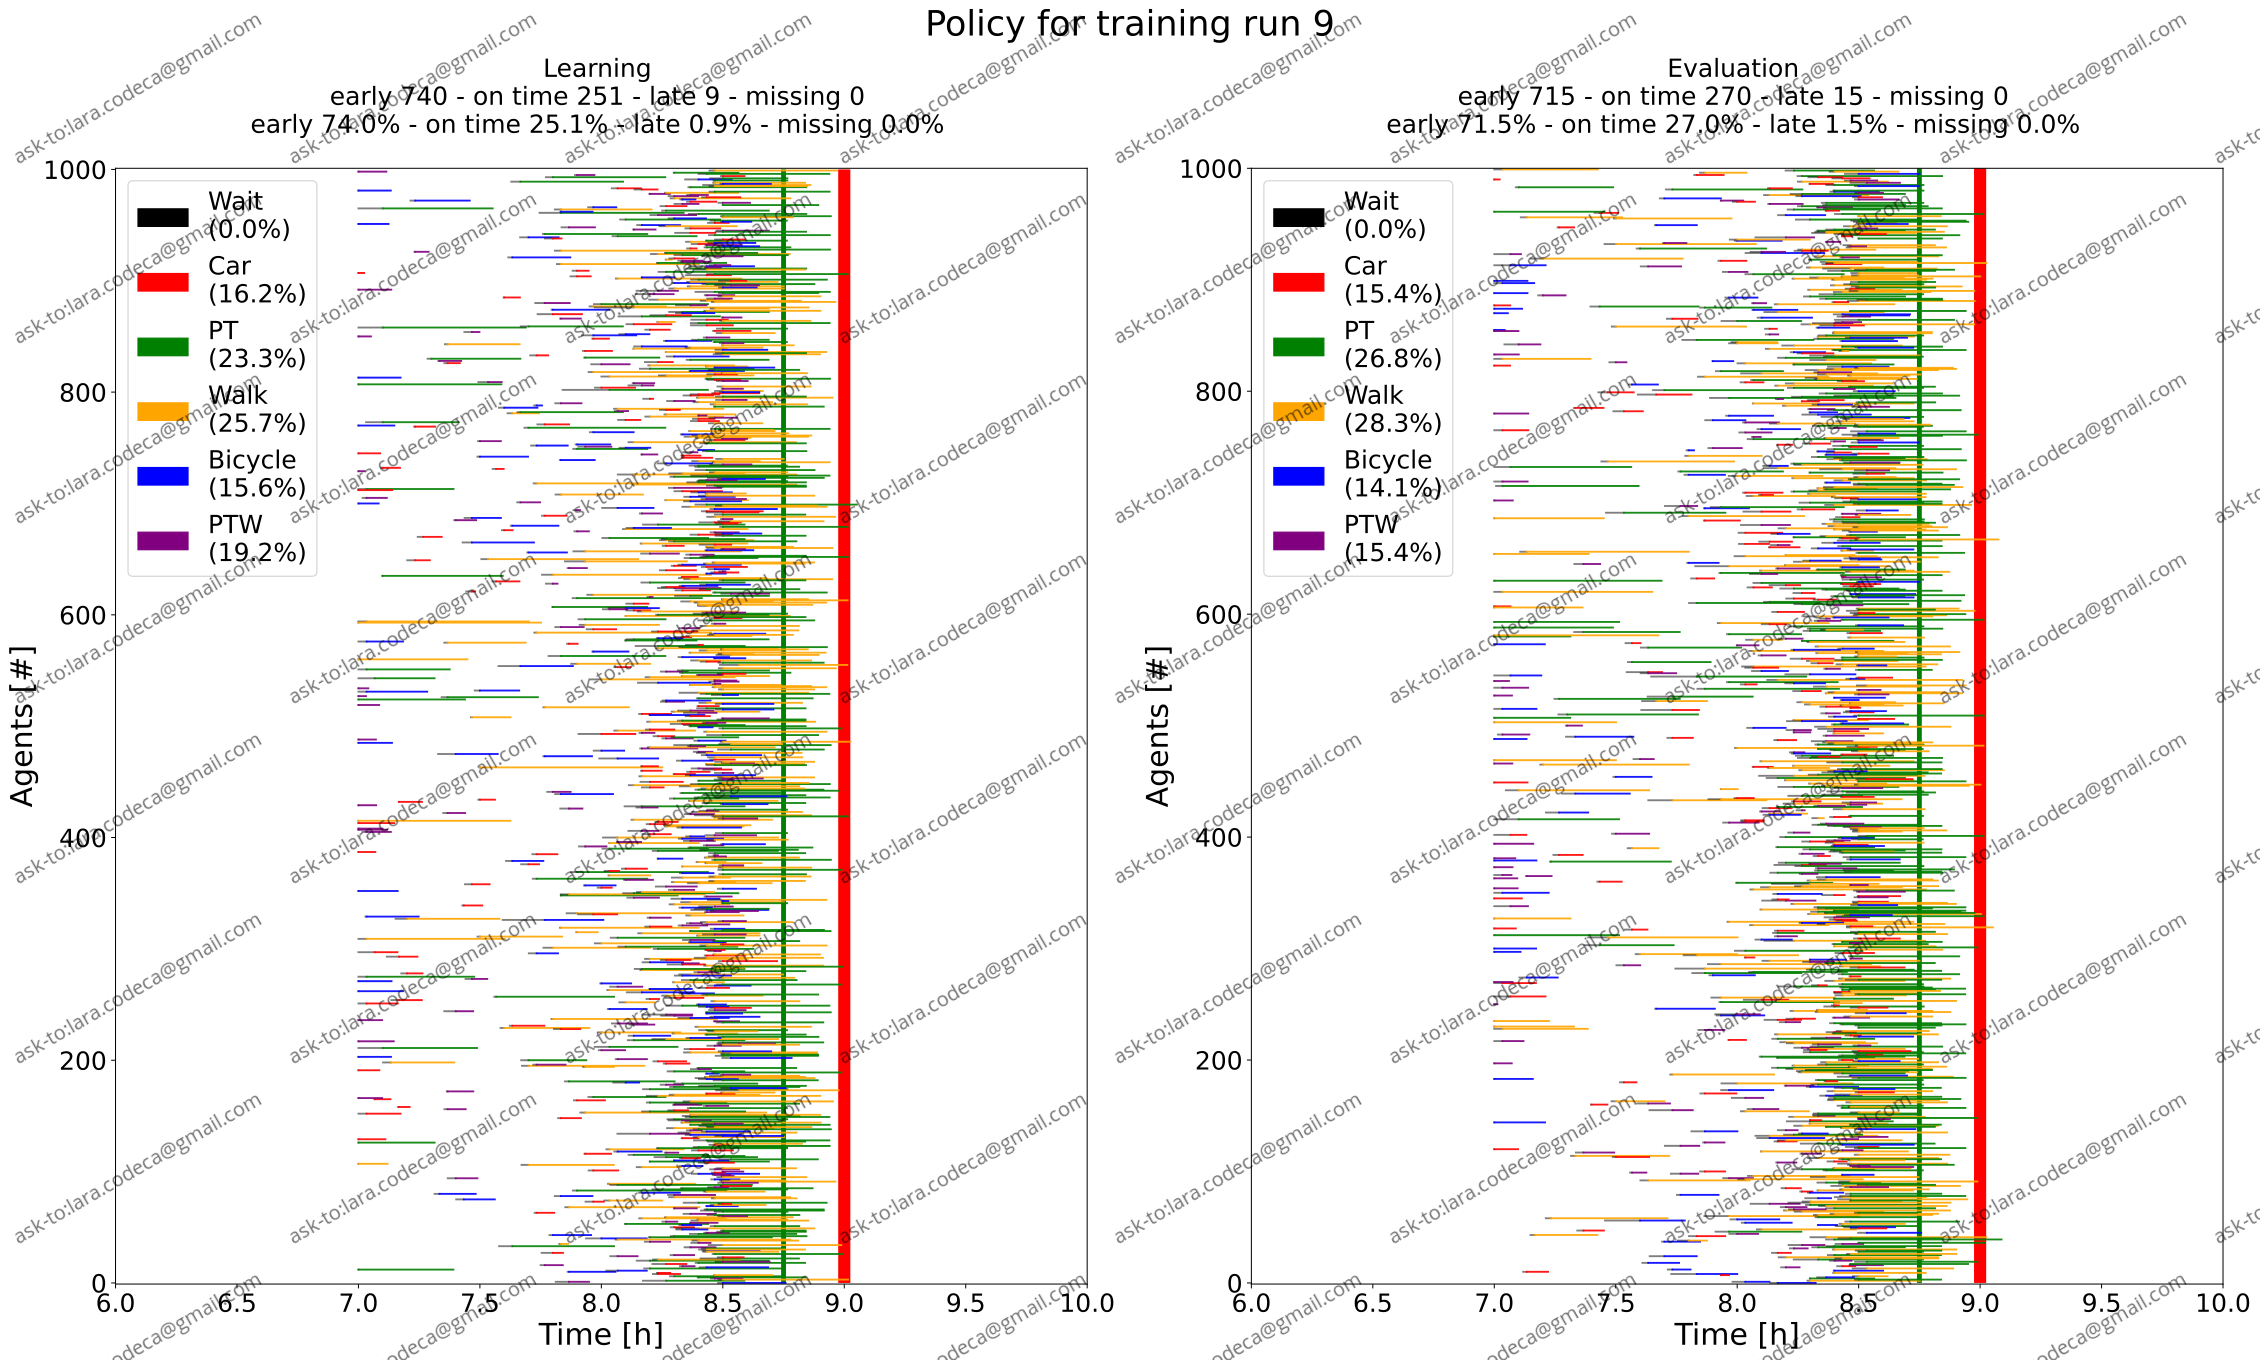 Policy for training run 9
Learning
early 740 - on time 251 - late 9 - missing 0
early 74.0% - on time 25.1% - late 0.9% - missing 0.0%
Wait
(0.0%)
Car
(16.2%)
PT
(23.3%)
Walk
(25.7%)
Bicycle
(15.6%)
PTW
(19.2%)
Agents [#]
1000
800
600
400
200
0
6.0 6.5 7.0 7.5 8.0 8.5 9.0 9.5 10.0
Time [h]
Evaluation
early 715 - on time 270 - late 15 - missing 0
early 71.5% - on time 27.0% - late 1.5% - missing 0.0%
Wait
(0.0%)
Car
(15.4%)
PT
(26.8%)
Walk
(28.3%)
Bicycle
(14.1%)
PTW
(15.4%)
Agents [#]
1000
800
600
400
200
0
6.0 6.5 7.0 7.5 8.0 8.5 9.0 9.5 10.0
Time [h]
ask-to:lara.codeca@gmail.com